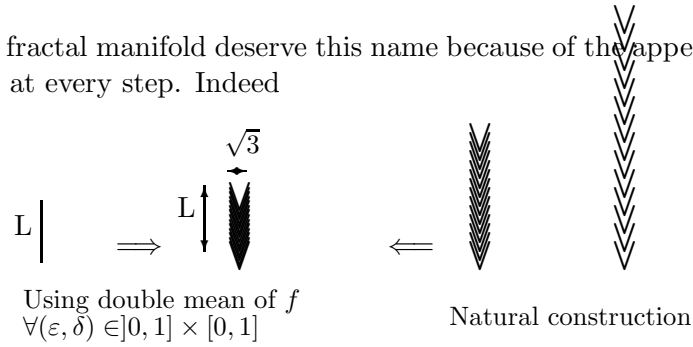 fractal manifold deserve this name because of the appe
at every step. Indeed
√3
L
L
⟹
⟸
Using double mean of f
∀(ε, δ) ∈]0, 1] × [0, 1]
Natural construction